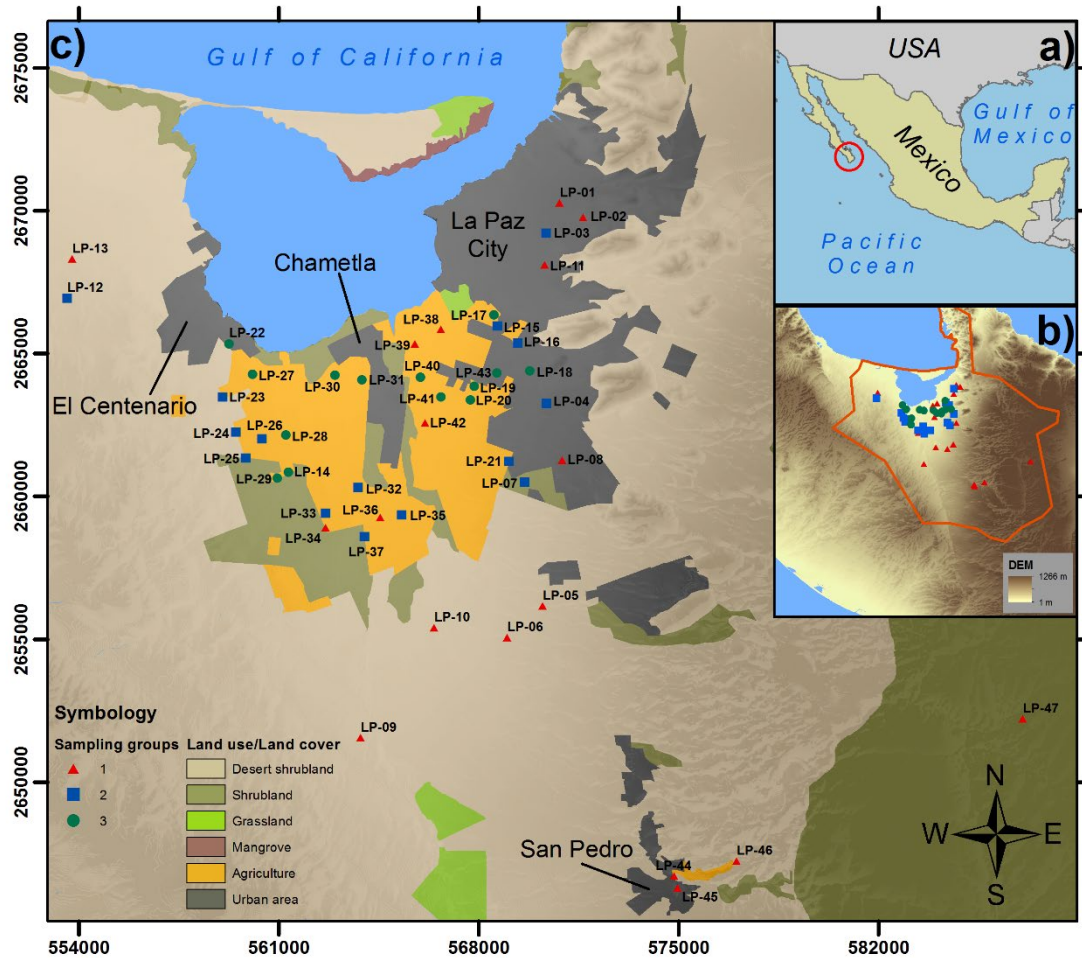 c)
Gulf of California
2675000
2670000
2665000
2660000
2655000
2650000
LP-01
LP-02
La Paz
City
LP-03
LP-13
Chametla
LP-11
LP-12
LP-17
LP-38
LP-15
LP-22
LP-39
LP-16
LP-40
LP-43
LP-18
LP-27
LP-30
LP-31
LP-19
El Centenario
LP-23
LP-41
LP-20
LP-04
LP-26
LP-42
LP-24
LP-28
LP-25
LP-21
LP-08
LP-14
LP-29
LP-07
LP-32
LP-36
LP-33
LP-35
LP-34
LP-37
LP-05
LP-10
LP-06
LP-09
LP-47
San Pedro
LP-44
LP-46
LP-45
Symbology
Sampling groups
1
2
3
Land use/Land cover
Desert shrubland
Shrubland
Grassland
Mangrove
Agriculture
Urban area
N
W
E
S
554000
561000
568000
575000
582000
a)
USA
Gulf of
Mexico
Mexico
Pacific
Ocean
b)
DEM
1266 m
1 m